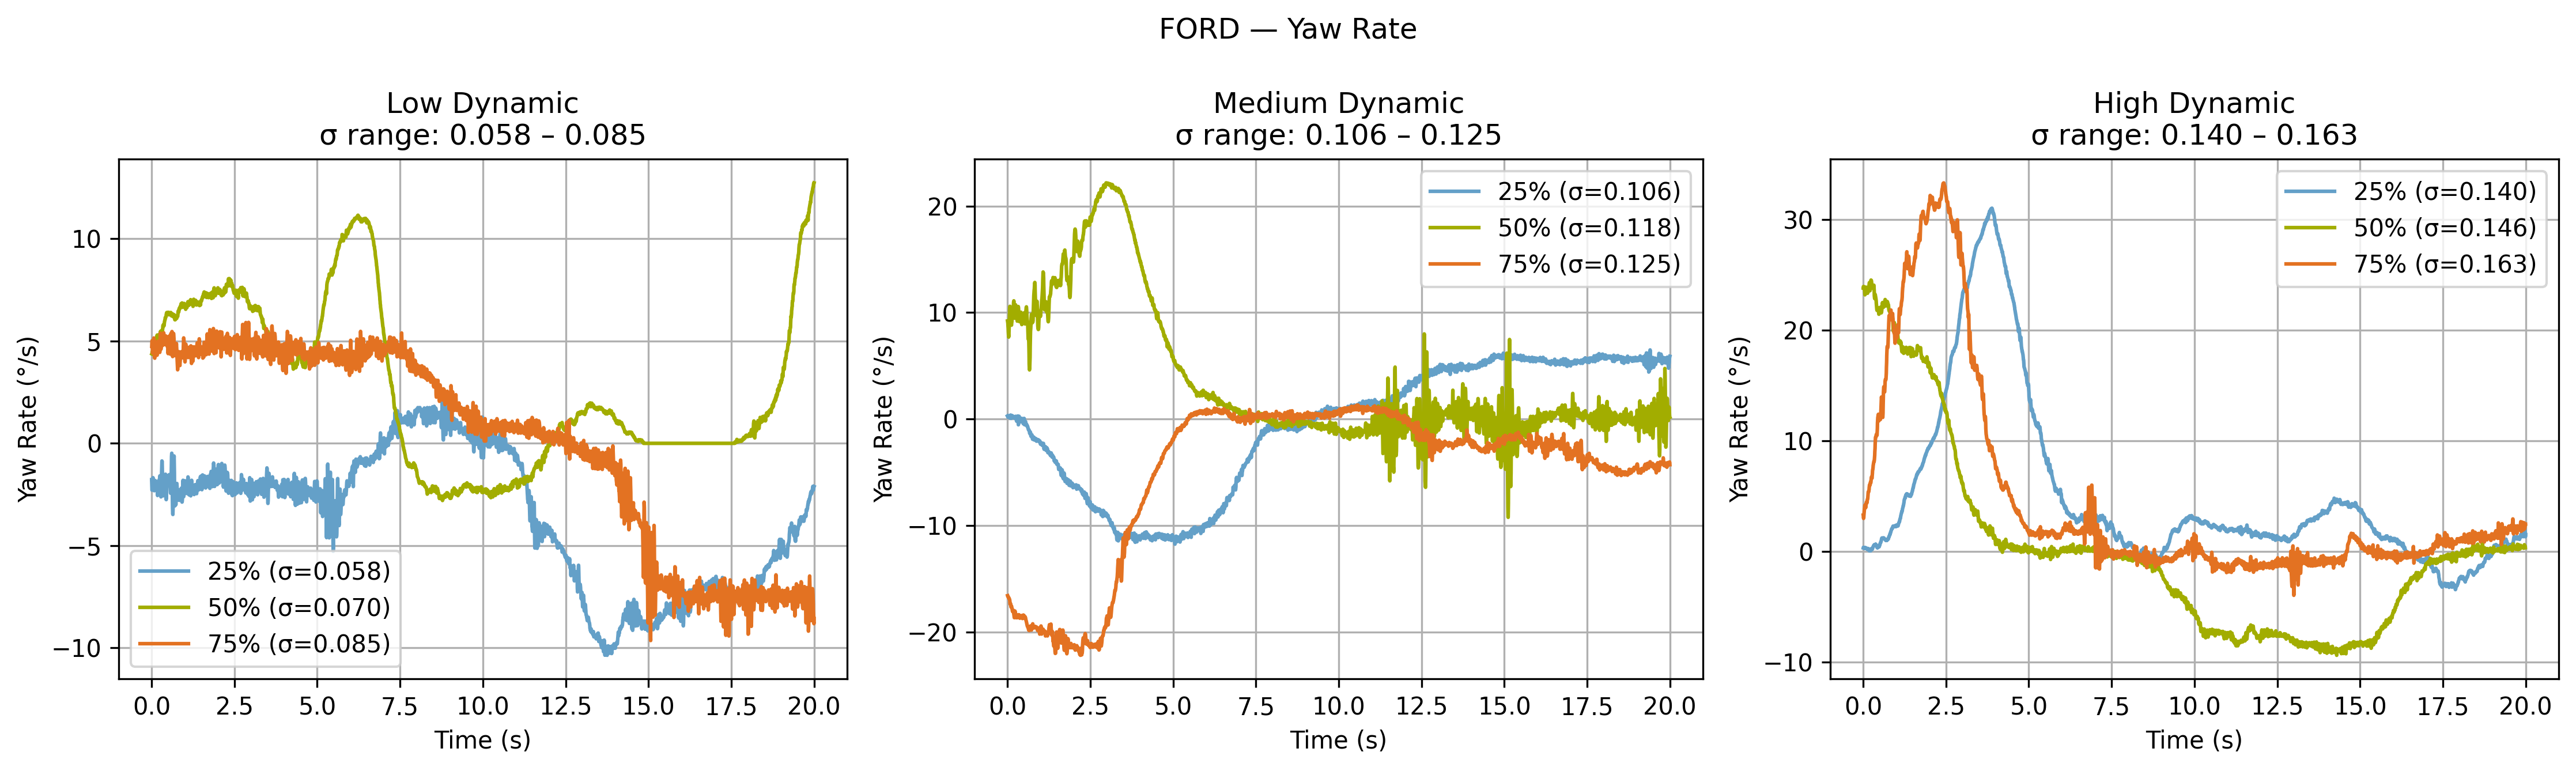 FORD — Yaw Rate
Low Dynamic
σ range: 0.058 – 0.085
Yaw Rate (°/s)
10
5
0
−5
−10
25% (σ=0.058)
50% (σ=0.070)
75% (σ=0.085)
0.0 2.5 5.0 7.5 10.0 12.5 15.0 17.5 20.0
Time (s)
Medium Dynamic
σ range: 0.106 – 0.125
Yaw Rate (°/s)
20
10
0
−10
−20
25% (σ=0.106)
50% (σ=0.118)
75% (σ=0.125)
0.0 2.5 5.0 7.5 10.0 12.5 15.0 17.5 20.0
Time (s)
High Dynamic
σ range: 0.140 – 0.163
Yaw Rate (°/s)
30
20
10
0
−10
25% (σ=0.140)
50% (σ=0.146)
75% (σ=0.163)
0.0 2.5 5.0 7.5 10.0 12.5 15.0 17.5 20.0
Time (s)